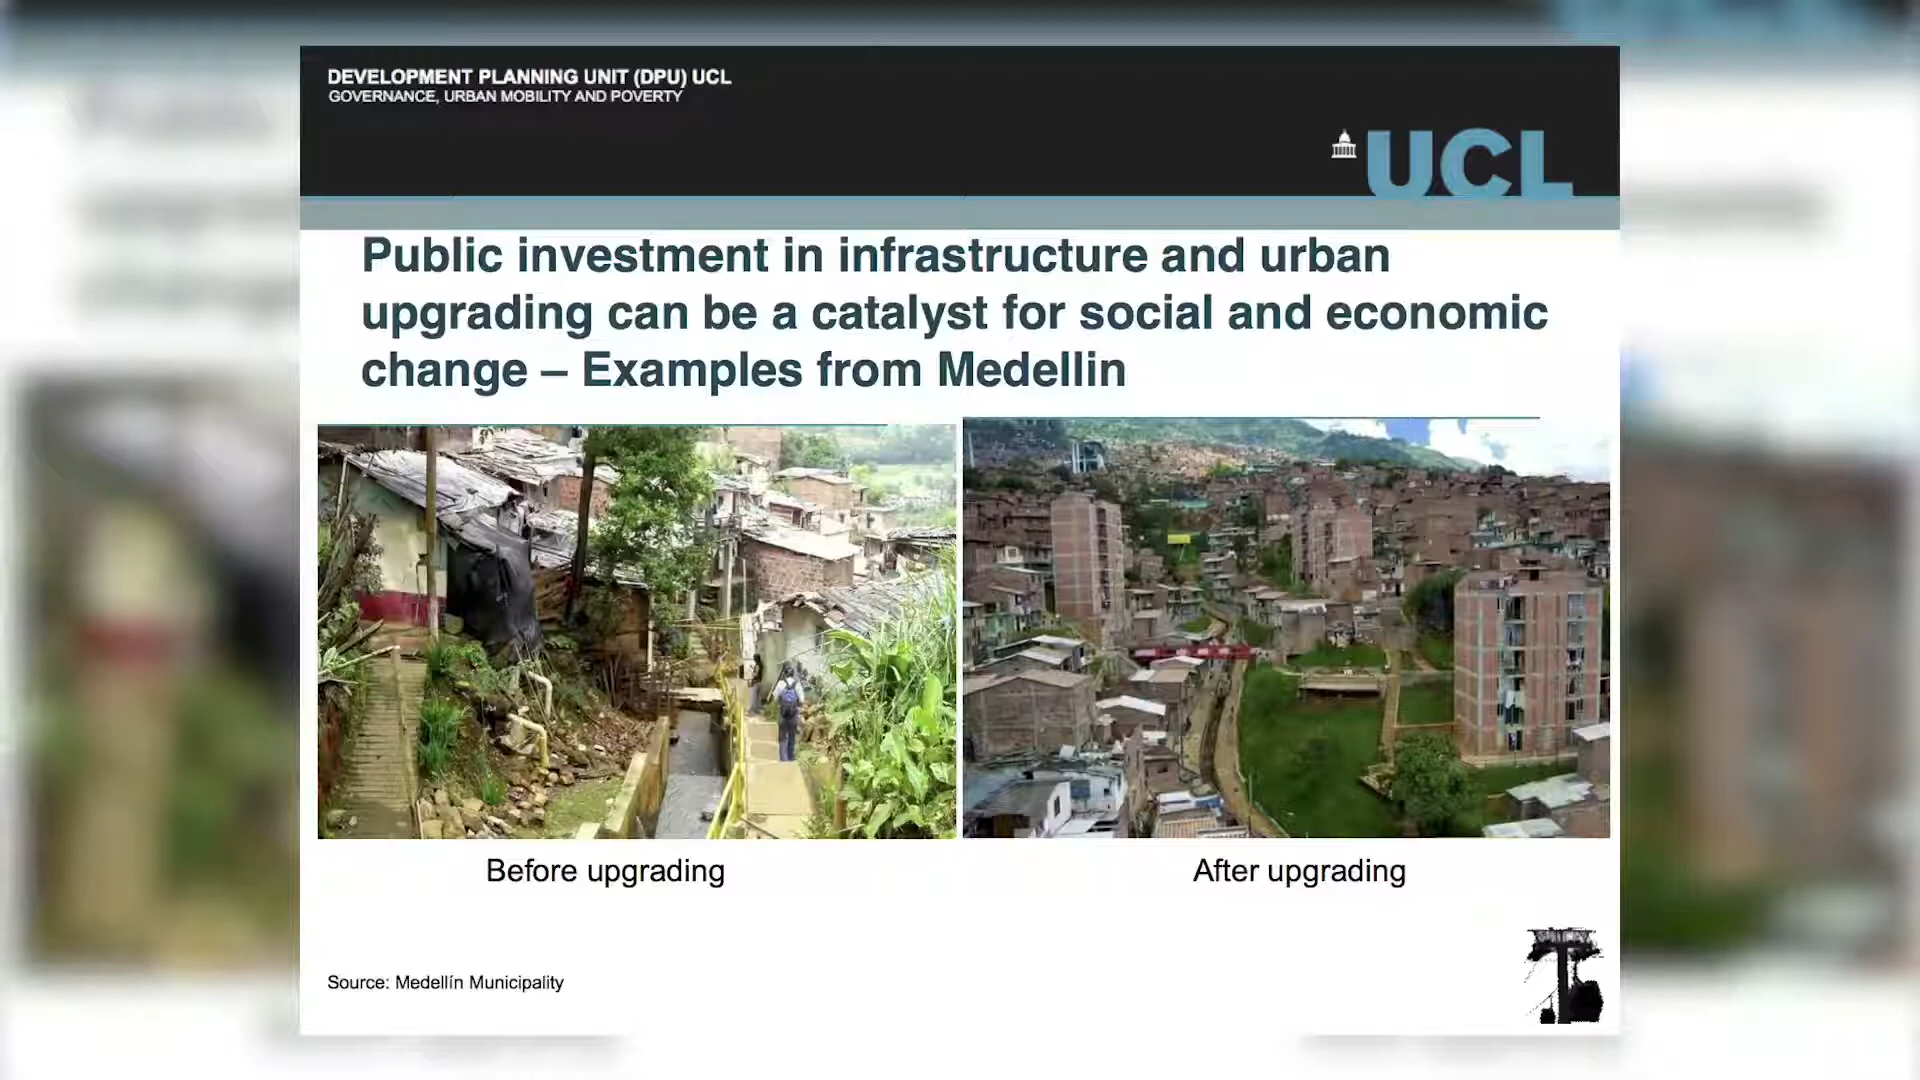 DEVELOPMENT PLANNING UNIT (DPU) UCL
GOVERNANCE, URBAN MOBILITY AND POVERTY
UCL
Public investment in infrastructure and urban
upgrading can be a catalyst for social and economic
change – Examples from Medellin
Before upgrading
After upgrading
Source: Medellín Municipality